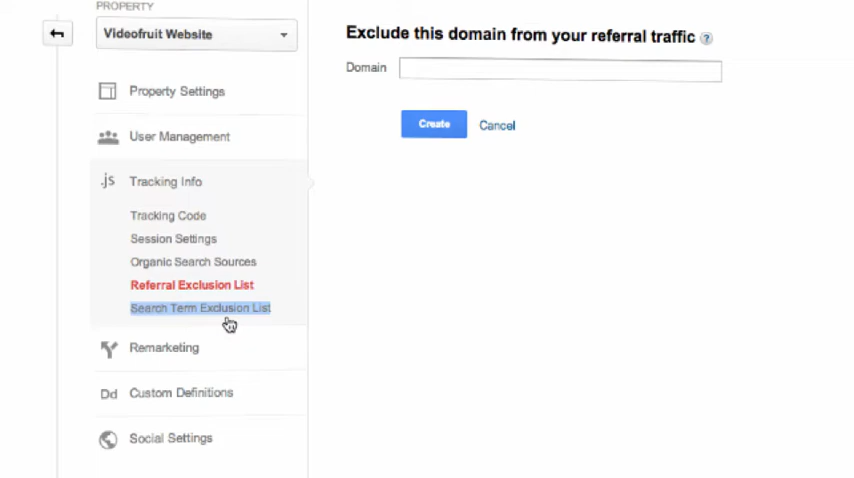 PROPERTY
Videofruit Website
Property Settings
User Management
.js Tracking Info
Tracking Code
Session Settings
Organic Search Sources
Referral Exclusion List
Search Term Exclusion List
Remarketing
Dd Custom Definitions
Social Settings
Exclude this domain from your referral traffic ?
Domain
Create Cancel